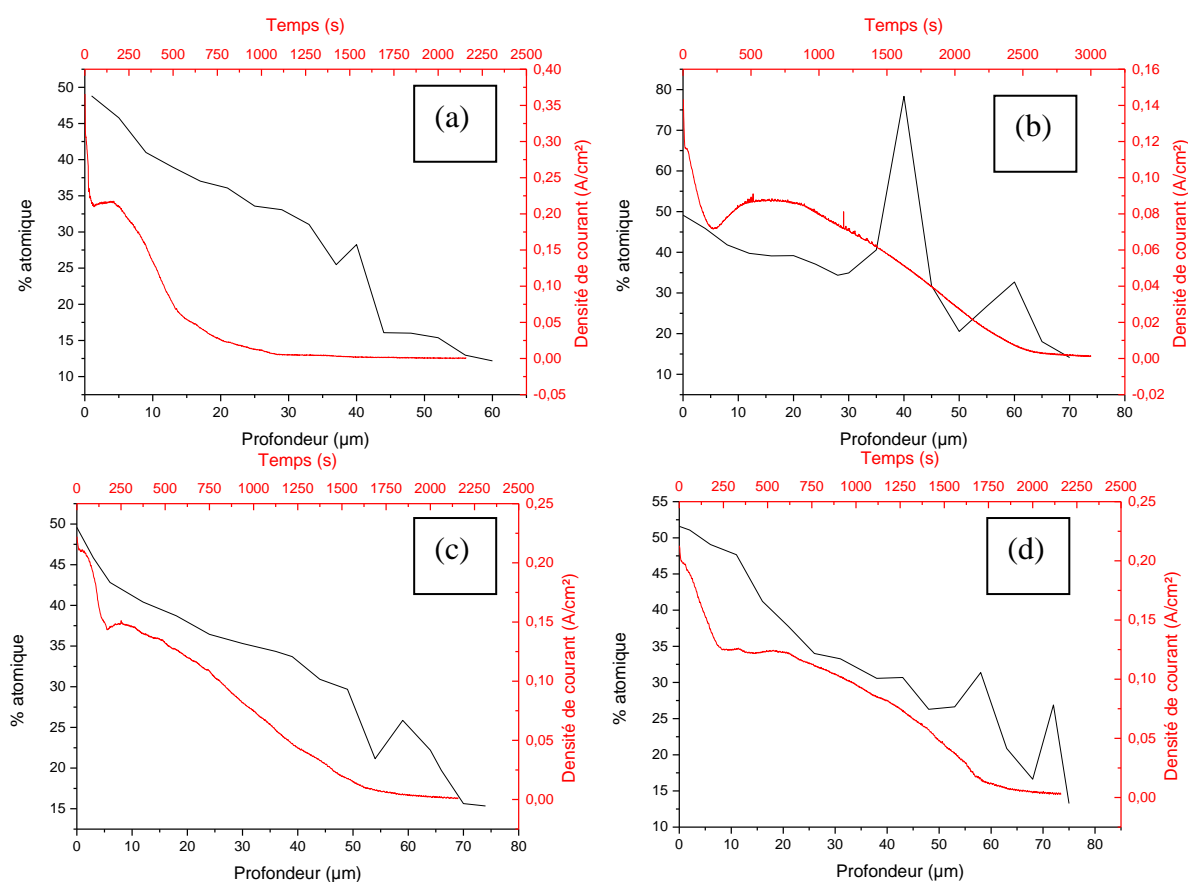 Temps (s)
0 250 500 750 1000 1250 1500 1750 2000 2250 2500
50
45
40
35
30
25
20
15
10
% atomique
(a)
0,40
0,35
0,30
0,25
0,20
0,15
0,10
0,05
0,00
-0,05
Densité de courant (A/cm²)
0 10 20 30 40 50 60
Profondeur (µm)
Temps (s)
0 500 1000 1500 2000 2500 3000
80
70
60
50
40
30
20
10
% atomique
(b)
0,16
0,14
0,12
0,10
0,08
0,06
0,04
0,02
0,00
-0,02
Densité de courant (A/cm²)
0 10 20 30 40 50 60 70 80
Profondeur (µm)
Temps (s)
0 250 500 750 1000 1250 1500 1750 2000 2250 2500
50
45
40
35
30
25
20
15
% atomique
(c)
0,25
0,20
0,15
0,10
0,05
0,00
Densité de courant (A/cm²)
0 10 20 30 40 50 60 70 80
Profondeur (µm)
Temps (s)
0 250 500 750 1000 1250 1500 1750 2000 2250 2500
55
50
45
40
35
30
25
20
15
10
% atomique
(d)
0,25
0,20
0,15
0,10
0,05
0,00
Densité de courant (A/cm²)
0 10 20 30 40 50 60 70 80
Profondeur (µm)